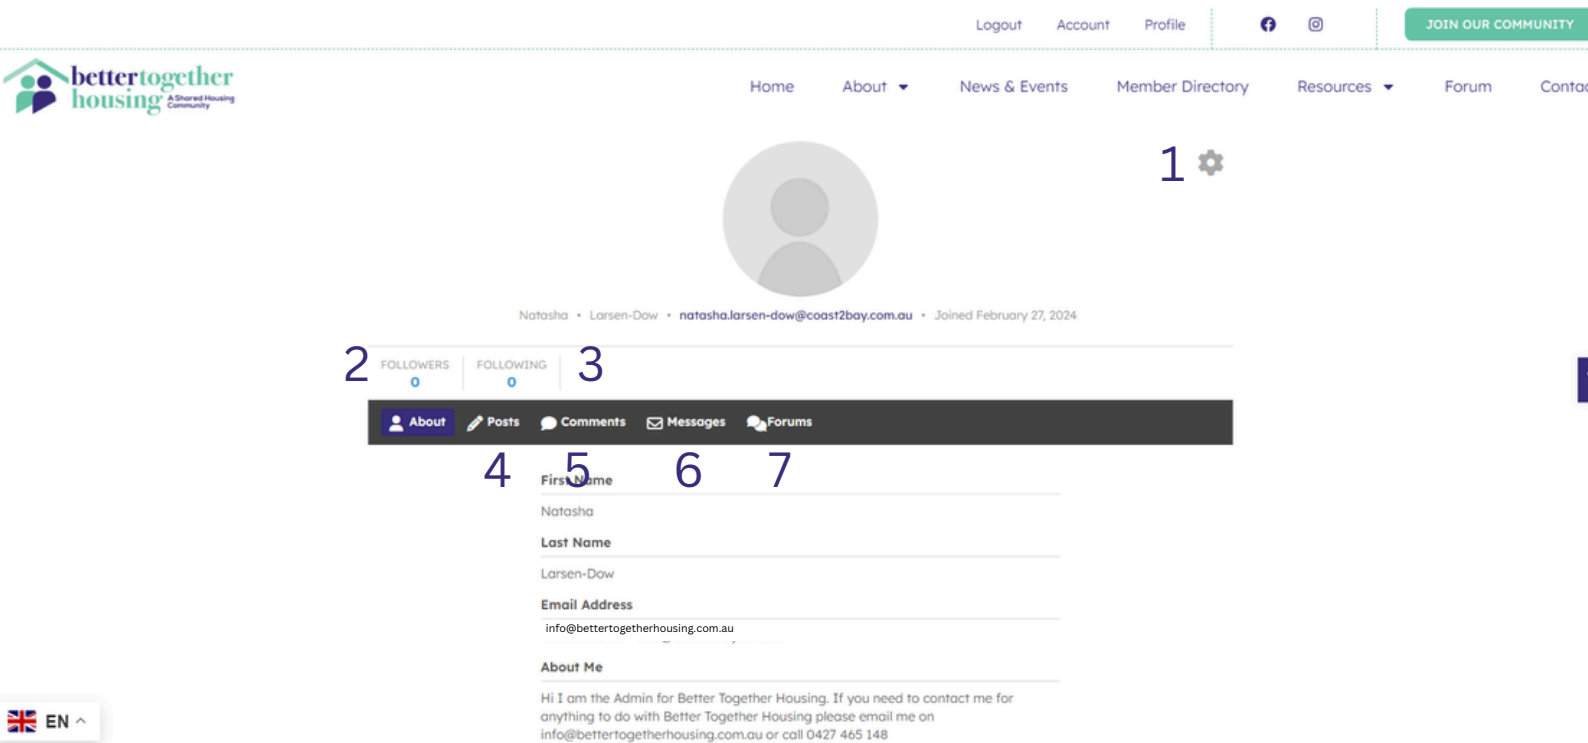 Logout Account Profile JOIN OUR COMMUNITY
bettertogether
housing A Shared Housing
Community
Home About News & Events Member Directory Resources Forum Contac
1
Natasha • Larsen-Dow • natasha.larsen-dow@coast2bay.com.au • Joined February 27, 2024
2 FOLLOWERS FOLLOWING 3
0 0
About Posts Comments Messages Forums
4 5 6 7
First Name
Natasha
Last Name
Larsen-Dow
Email Address
info@bettertogetherhousing.com.au
About Me
Hi I am the Admin for Better Together Housing. If you need to contact me for
anything to do with Better Together Housing please email me on
info@bettertogetherhousing.com.au or call 0427 465 148
EN